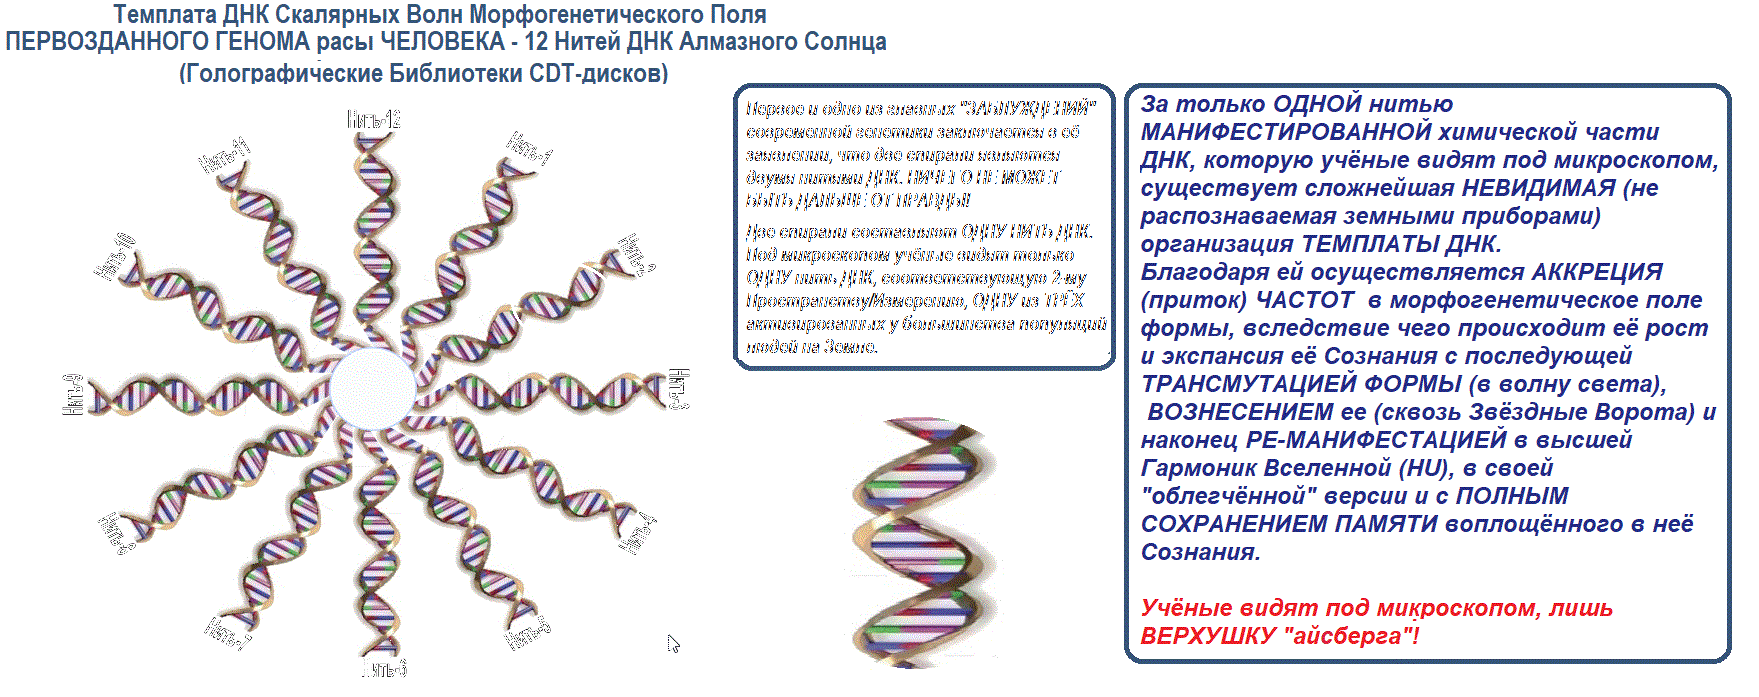 Темплата ДНК Скалярных Волн Морфогенетического Поля
ПЕРВОЗДАННОГО ГЕНОМА расы ЧЕЛОВЕКА - 12 Нитей ДНК Алмазного Солнца
(Голографические Библиотеки CDT-дисков)
Нить-12
Нить-11
Нить-1
Нить-10
Нить-2
Нить-9
Нить-3
Нить-8
Нить-4
Нить-7
Нить-5
Нить-6
Первое и одно из главных "ЗАБЛУЖДЕНИЙ"
современной генетики заключается в её
заявлении, что две спирали являются
двумя нитями ДНК. НИЧЕГО НЕ МОЖЕТ
БЫТЬ ДАЛЬШЕ ОТ ПРАВДЫ!
Две спирали составляют ОДНУ НИТЬ ДНК.
Под микроскопом учёные видят только
ОДНУ нить ДНК, соответствующую 2-му
Пространству/Измерению, ОДНУ из ТРЁХ
активированных у большинства популяций
людей на Земле.
За только ОДНОЙ нитью
МАНИФЕСТИРОВАННОЙ химической части
ДНК, которую учёные видят под микроскопом,
существует сложнейшая НЕВИДИМАЯ (не
распознаваемая земными приборами)
организация ТЕМПЛАТЫ ДНК.
Благодаря ей осуществляется АККРЕЦИЯ
(приток) ЧАСТОТ в морфогенетическое поле
формы, вследствие чего происходит её рост
и экспансия её Сознания с последующей
ТРАНСМУТАЦИЕЙ ФОРМЫ (в волну света),
ВОЗНЕСЕНИЕМ ее (сквозь Звёздные Ворота) и
наконец РЕ-МАНИФЕСТАЦИЕЙ в высшей
Гармоник Вселенной (HU), в своей
"облегчённой" версии и с ПОЛНЫМ
СОХРАНЕНИЕМ ПАМЯТИ воплощённого в неё
Сознания.
Учёные видят под микроскопом, лишь
ВЕРХУШКУ "айсберга"!